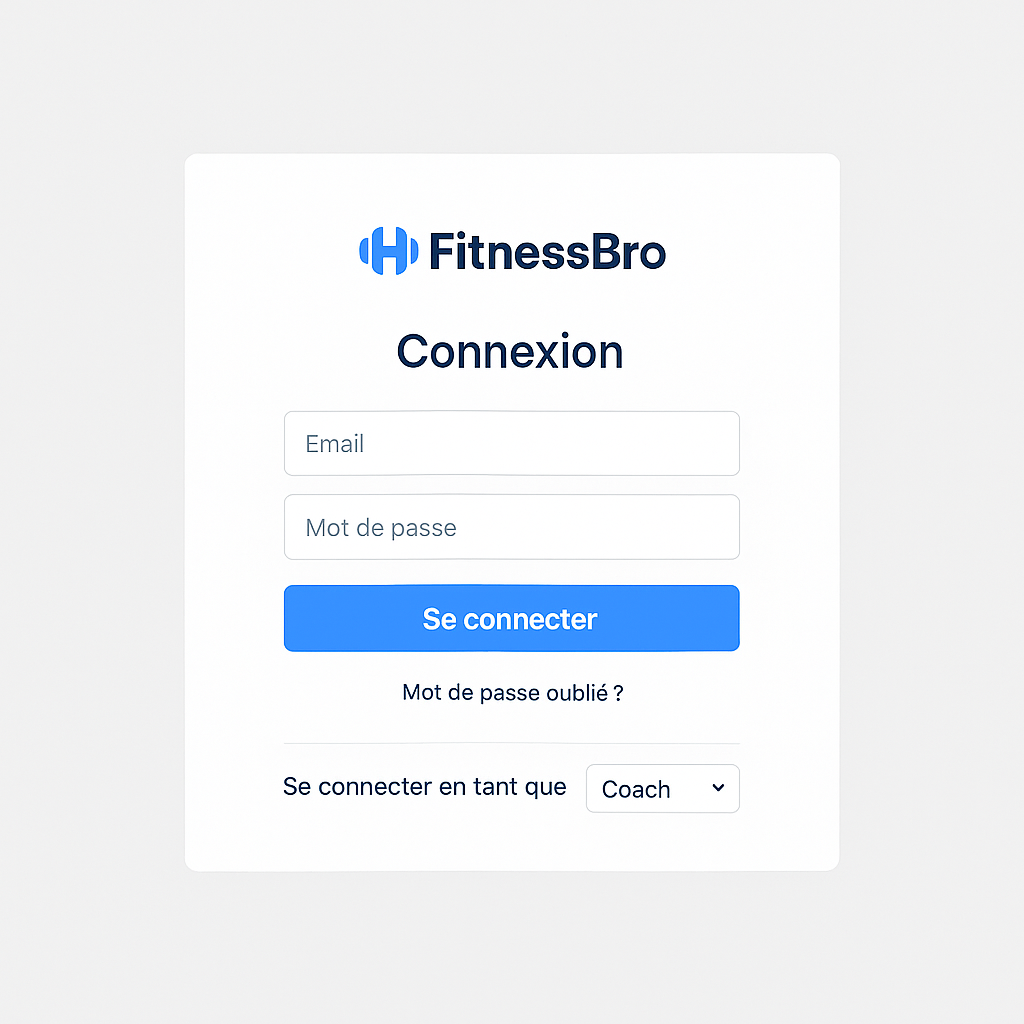 FitnessBro
Connexion
Email
Mot de passe
Se connecter
Mot de passe oublié ?
Se connecter en tant que Coach